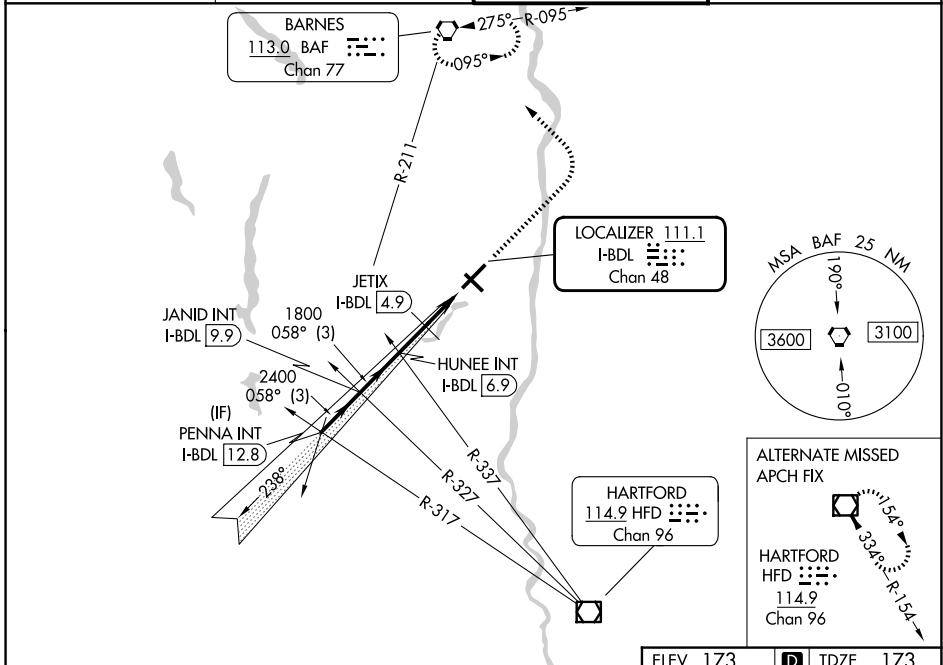 BARNES
113.0 BAF
Chan 77
275°
R-095
095°
R-211
LOCALIZER 111.1
I-BDL
Chan 48
JETIX
I-BDL 4.9
JANID INT
I-BDL 9.9
1800
058° (3)
HUNEE INT
I-BDL 6.9
2400
058° (3)
(IF)
PENNA INT
I-BDL 12.8
238°
R-337
R-327
R-317
HARTFORD
114.9 HFD
Chan 96
MSA BAF 25 NM
190°
3600
3100
010°
ALTERNATE MISSED
APCH FIX
154°
334°
R-154
HARTFORD
HFD
114.9
Chan 96
ELEV 173
D
TDZE 173